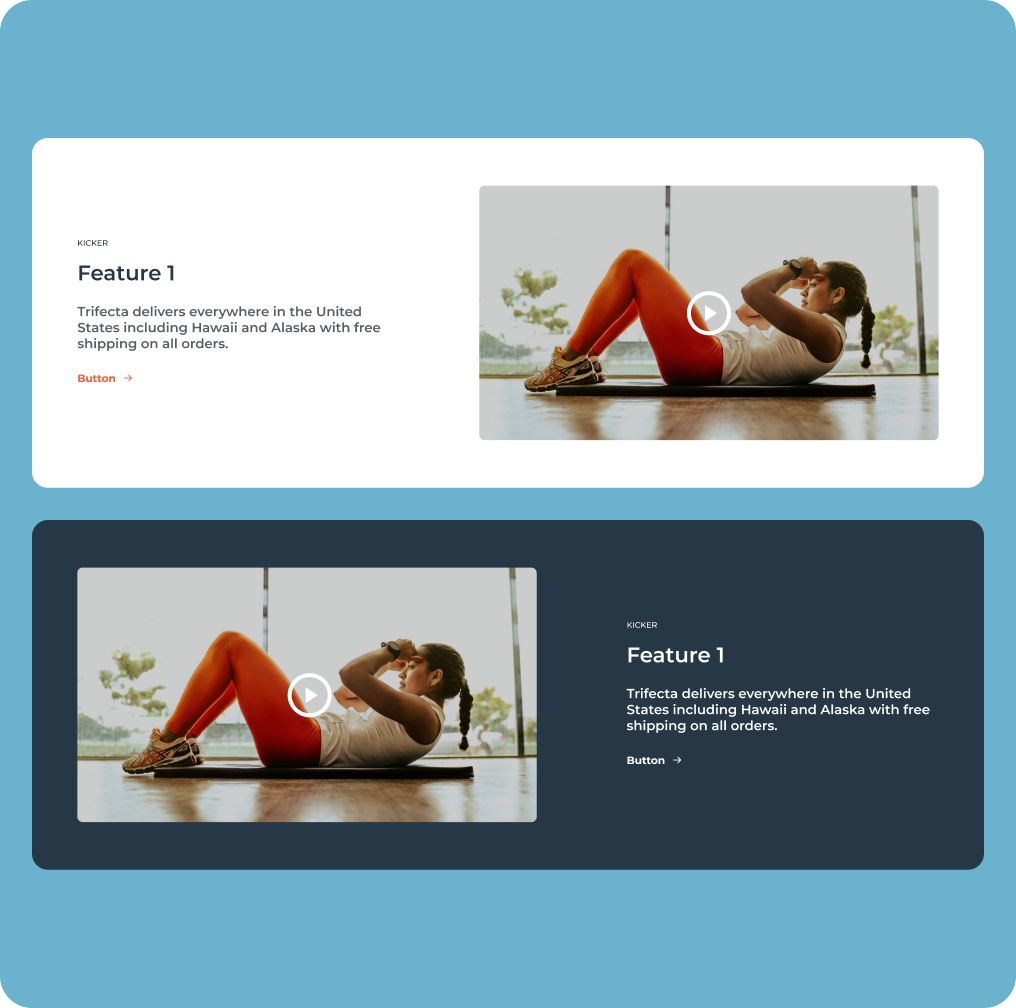 KICKER
Feature 1
Trifecta delivers everywhere in the United
States including Hawaii and Alaska with free
shipping on all orders.
Button →
KICKER
Feature 1
Trifecta delivers everywhere in the United
States including Hawaii and Alaska with free
shipping on all orders.
Button →